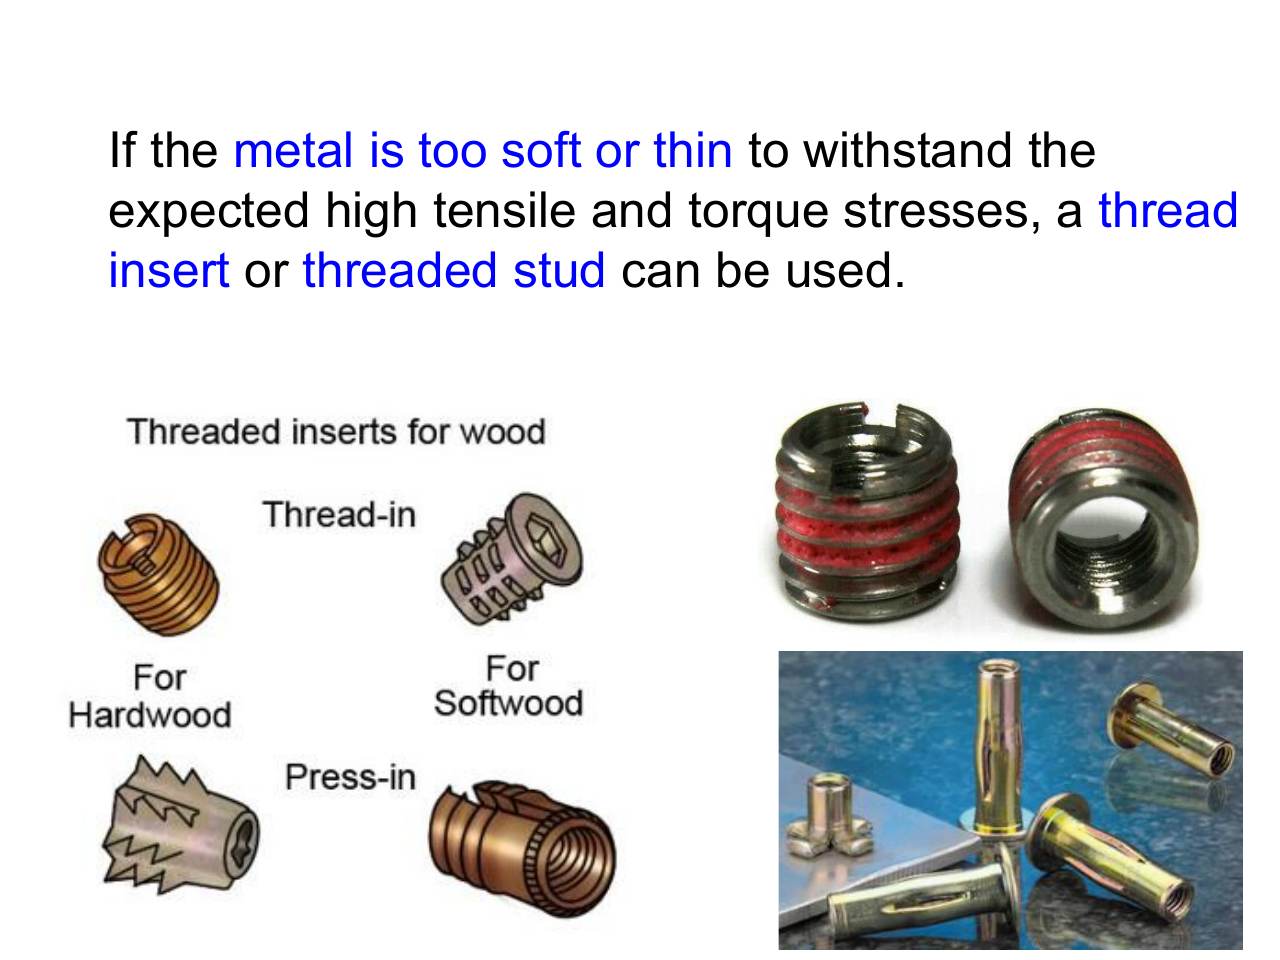 If the metal is too soft or thin to withstand the
expected high tensile and torque stresses, a thread
insert or threaded stud can be used.
Threaded inserts for wood
Thread-in
For
Hardwood
For
Softwood
Press-in